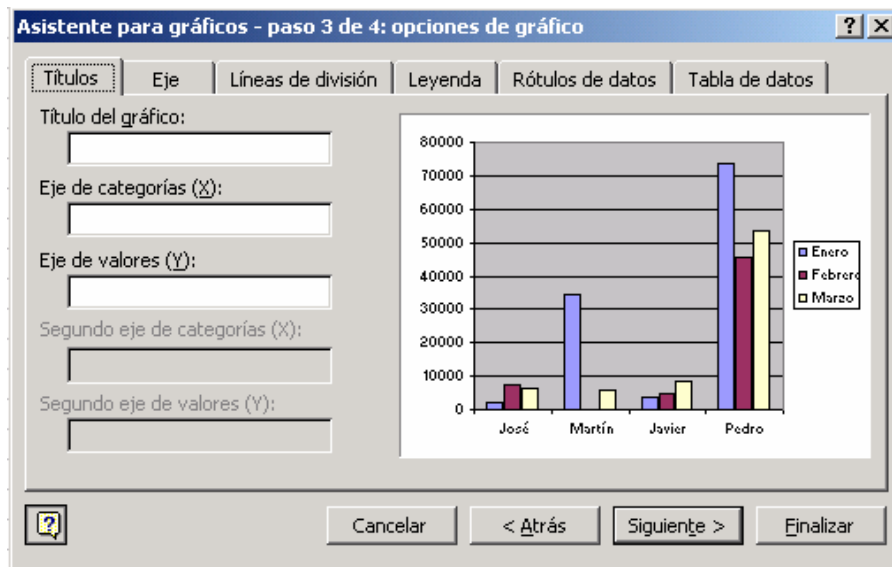 Asistente para gráficos - paso 3 de 4: opciones de gráfico
Títulos
Eje
Líneas de división
Leyenda
Rótulos de datos
Tabla de datos
Título del gráfico:
Eje de categorías (X):
Eje de valores (Y):
Segundo eje de categorías (X):
Segundo eje de valores (Y):
80000
70000
60000
50000
40000
30000
20000
10000
0
José
Martín
Javier
Pedro
Enero
Febrero
Marzo
Cancelar
< Atrás
Siguiente >
Finalizar